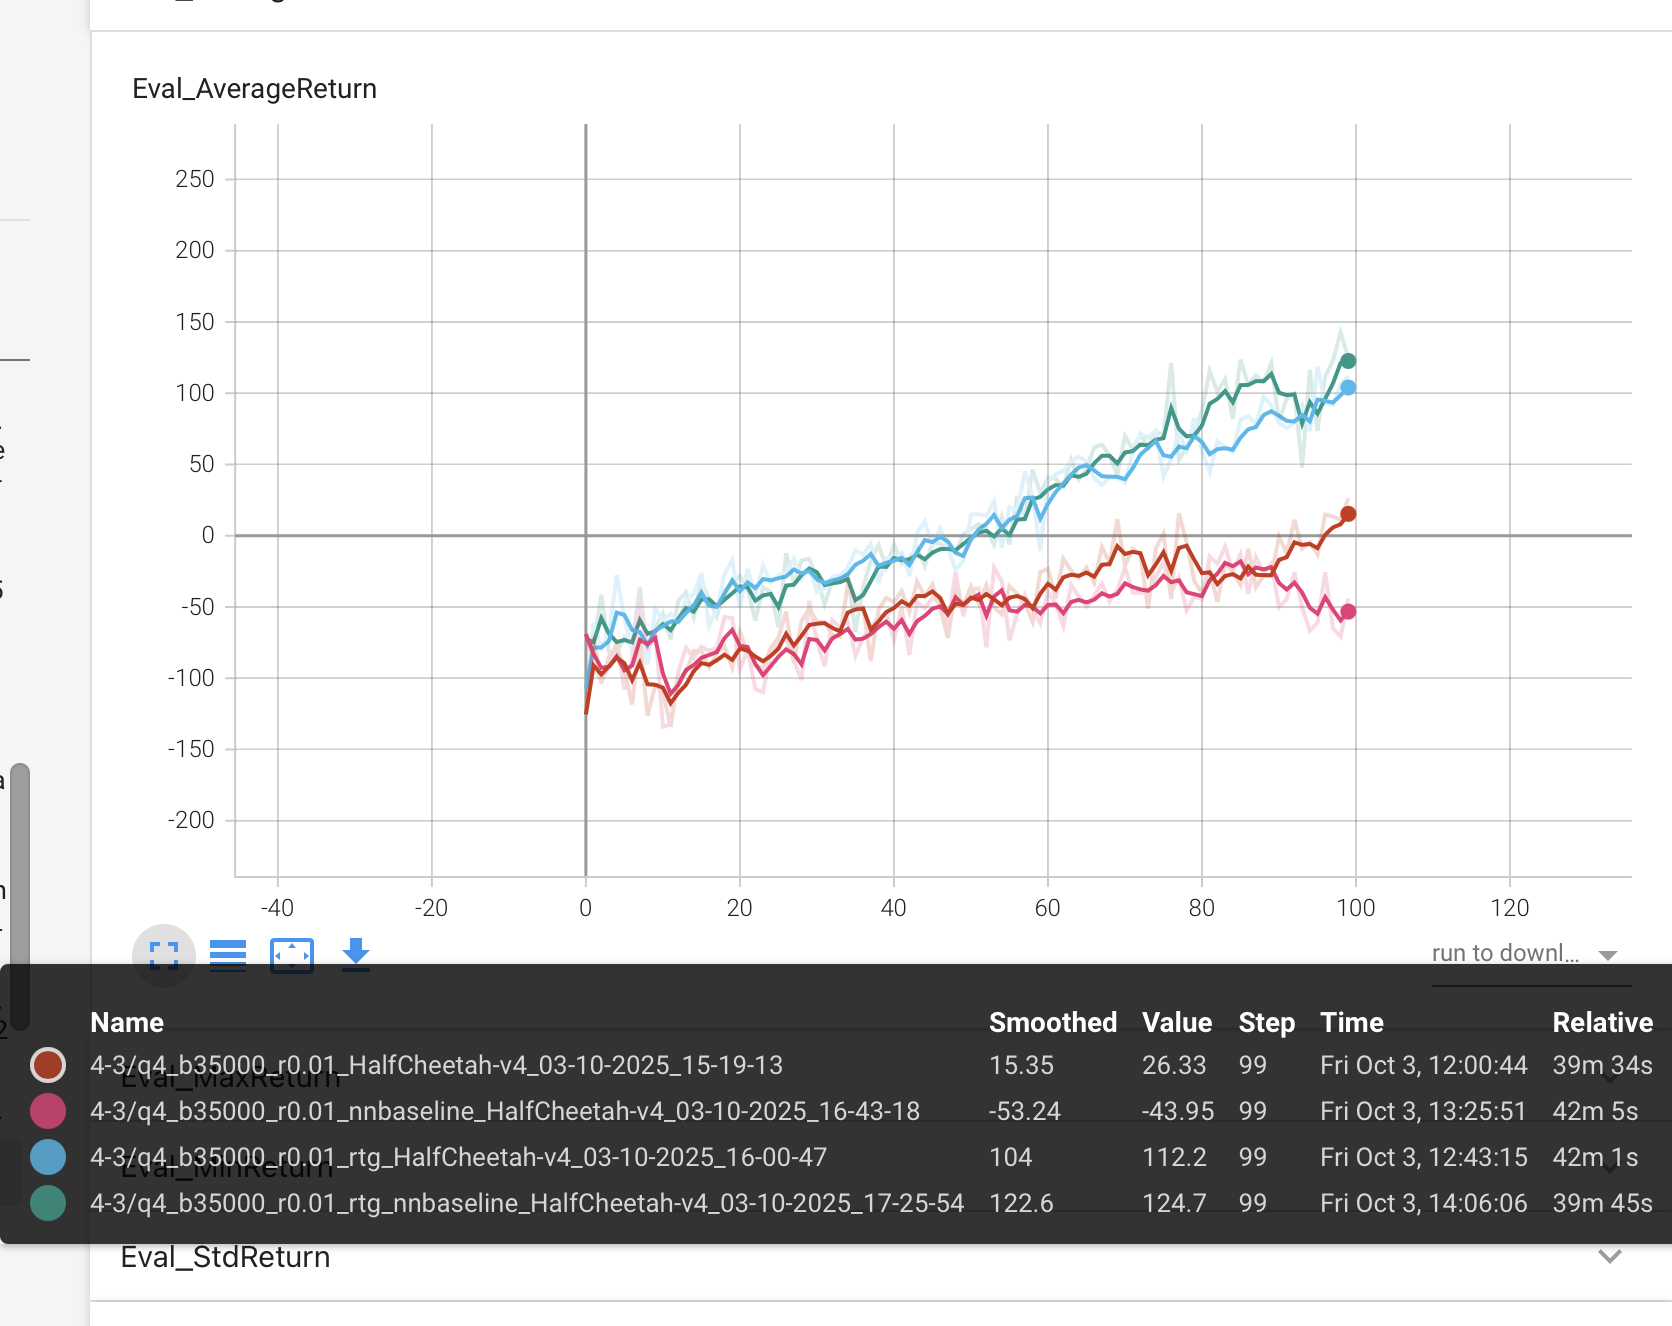 Eval_AverageReturn
250
200
150
100
50
0
-50
-100
-150
-200
-40 -20 0 20 40 60 80 100 120
run to downl...
Name Smoothed Value Step Time Relative
4-3/q4_b35000_r0.01_HalfCheetah-v4_03-10-2025_15-19-13 15.35 26.33 99 Fri Oct 3, 12:00:44 39m 34s
Eval_MaxReturn
4-3/q4_b35000_r0.01_nnbaseline_HalfCheetah-v4_03-10-2025_16-43-18 -53.24 -43.95 99 Fri Oct 3, 13:25:51 42m 5s
4-3/q4_b35000_r0.01_rtg_HalfCheetah-v4_03-10-2025_16-00-47 104 112.2 99 Fri Oct 3, 12:43:15 42m 1s
Eval_MinReturn
4-3/q4_b35000_r0.01_rtg_nnbaseline_HalfCheetah-v4_03-10-2025_17-25-54 122.6 124.7 99 Fri Oct 3, 14:06:06 39m 45s
Eval_StdReturn